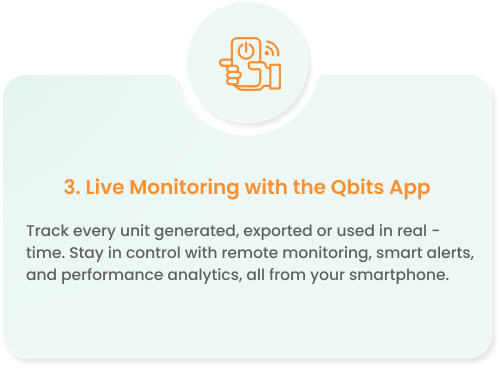 3. Live Monitoring with the Qbits App
Track every unit generated, exported or used in real -
time. Stay in control with remote monitoring, smart alerts,
and performance analytics, all from your smartphone.